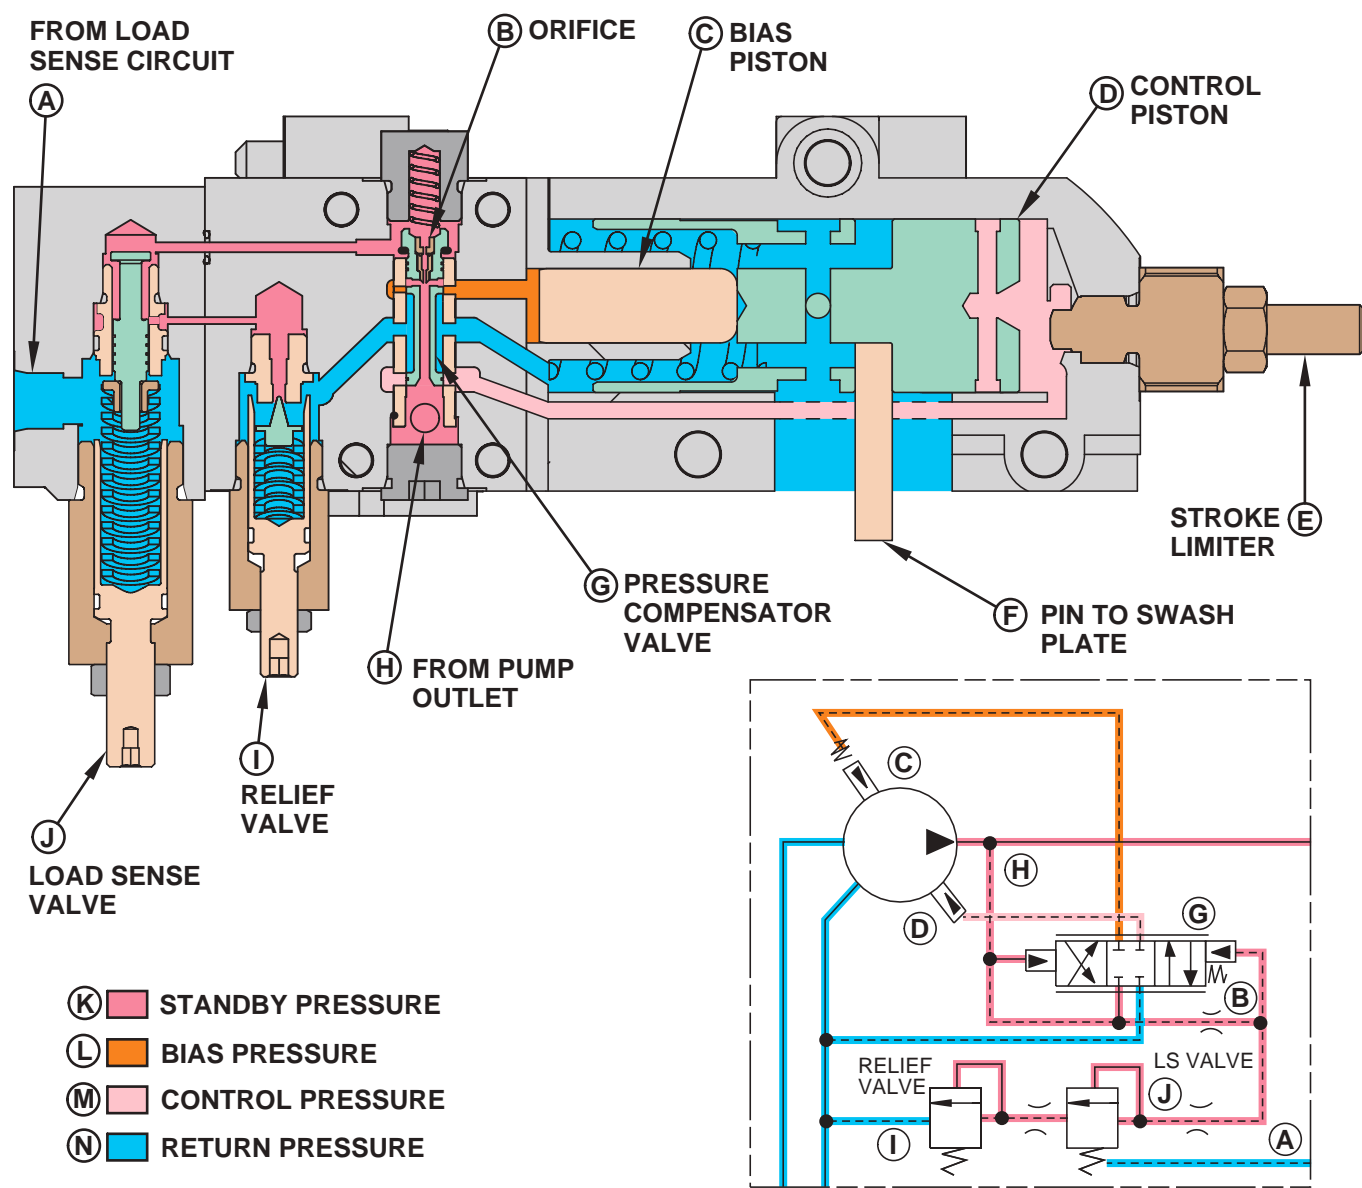 FROM LOAD
SENSE CIRCUIT
A
B ORIFICE
C BIAS
PISTON
D CONTROL
PISTON
STROKE E
LIMITER
G PRESSURE
COMPENSATOR
VALVE
F PIN TO SWASH
PLATE
H FROM PUMP
OUTLET
I
RELIEF
VALVE
J
LOAD SENSE
VALVE
K STANDBY PRESSURE
L BIAS PRESSURE
M CONTROL PRESSURE
N RETURN PRESSURE
C
H
D
G
B
RELIEF
VALVE
LS VALVE
J
I
A